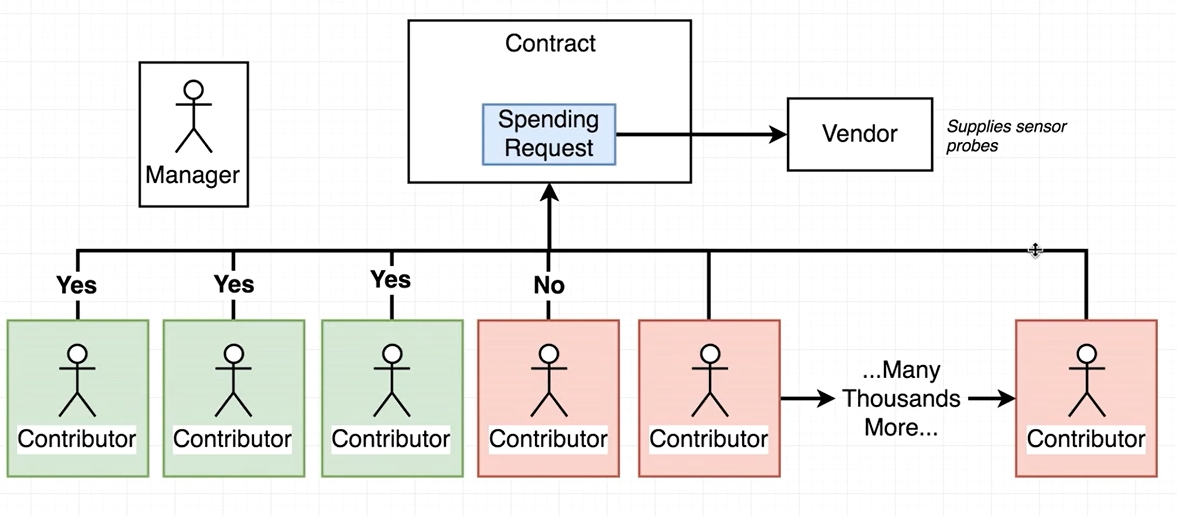 Contract
Spending
Request
Vendor
Supplies sensor
probes
Manager
Yes
Yes
Yes
No
...Many
Thousands
More...
Contributor
Contributor
Contributor
Contributor
Contributor
Contributor